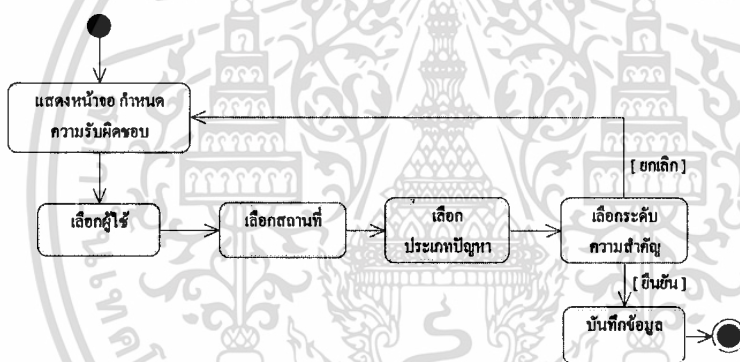 แสดงหน้าจอ กำหนด
ความรับผิดชอบ
[ ยกเลิก ]
เลือกผู้ใช้
เลือกสถานที่
เลือก
ประเภทปัญหา
เลือกระดับ
ความสำคัญ
[ ยืนยัน ]
บันทึกข้อมูล